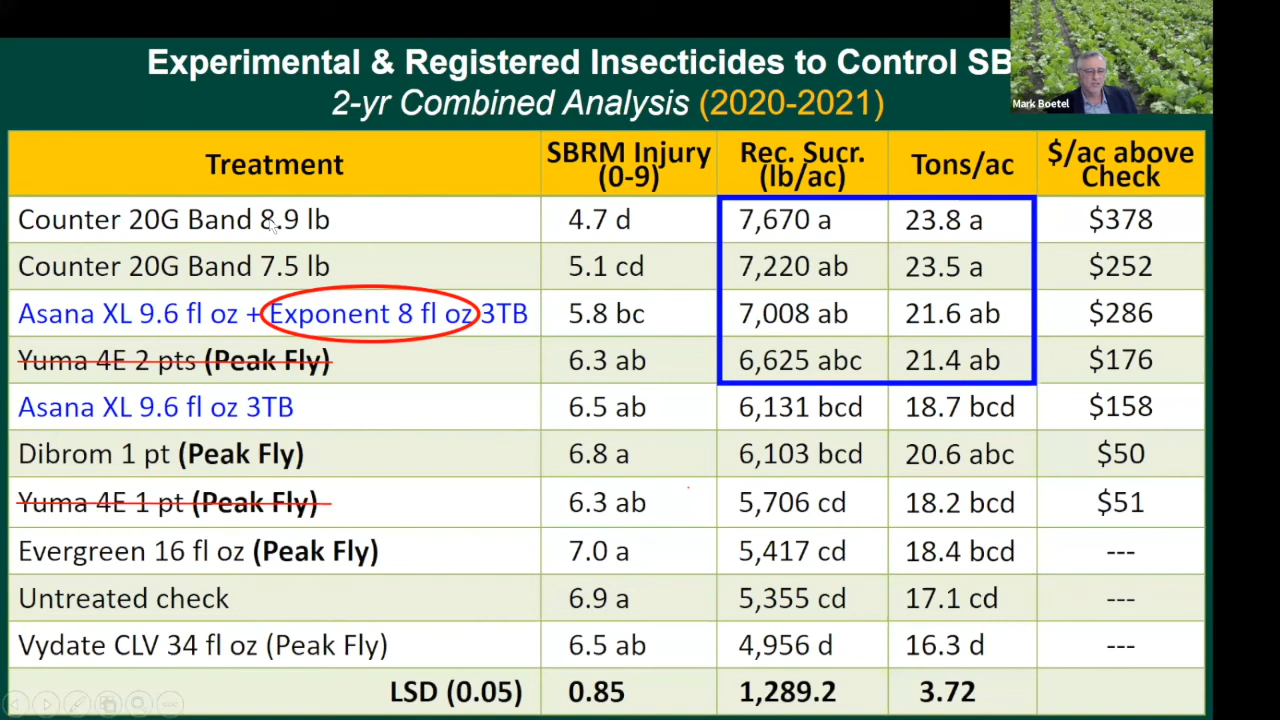 Experimental & Registered Insecticides to Control SB
2-yr Combined Analysis (2020-2021)
Mark Boetel
Treatment SBRM Injury (0-9) Rec. Sucr. (lb/ac) Tons/ac $/ac above Check
Counter 20G Band 8.9 lb 4.7 d 7,670 a 23.8 a $378
Counter 20G Band 7.5 lb 5.1 cd 7,220 ab 23.5 a $252
Asana XL 9.6 fl oz + Exponent 8 fl oz 3TB 5.8 bc 7,008 ab 21.6 ab $286
Yuma 4E 2 pts (Peak Fly) 6.3 ab 6,625 abc 21.4 ab $176
Asana XL 9.6 fl oz 3TB 6.5 ab 6,131 bcd 18.7 bcd $158
Dibrom 1 pt (Peak Fly) 6.8 a 6,103 bcd 20.6 abc $50
Yuma 4E 1 pt (Peak Fly) 6.3 ab 5,706 cd 18.2 bcd $51
Evergreen 16 fl oz (Peak Fly) 7.0 a 5,417 cd 18.4 bcd ---
Untreated check 6.9 a 5,355 cd 17.1 cd ---
Vydate CLV 34 fl oz (Peak Fly) 6.5 ab 4,956 d 16.3 d ---
LSD (0.05) 0.85 1,289.2 3.72